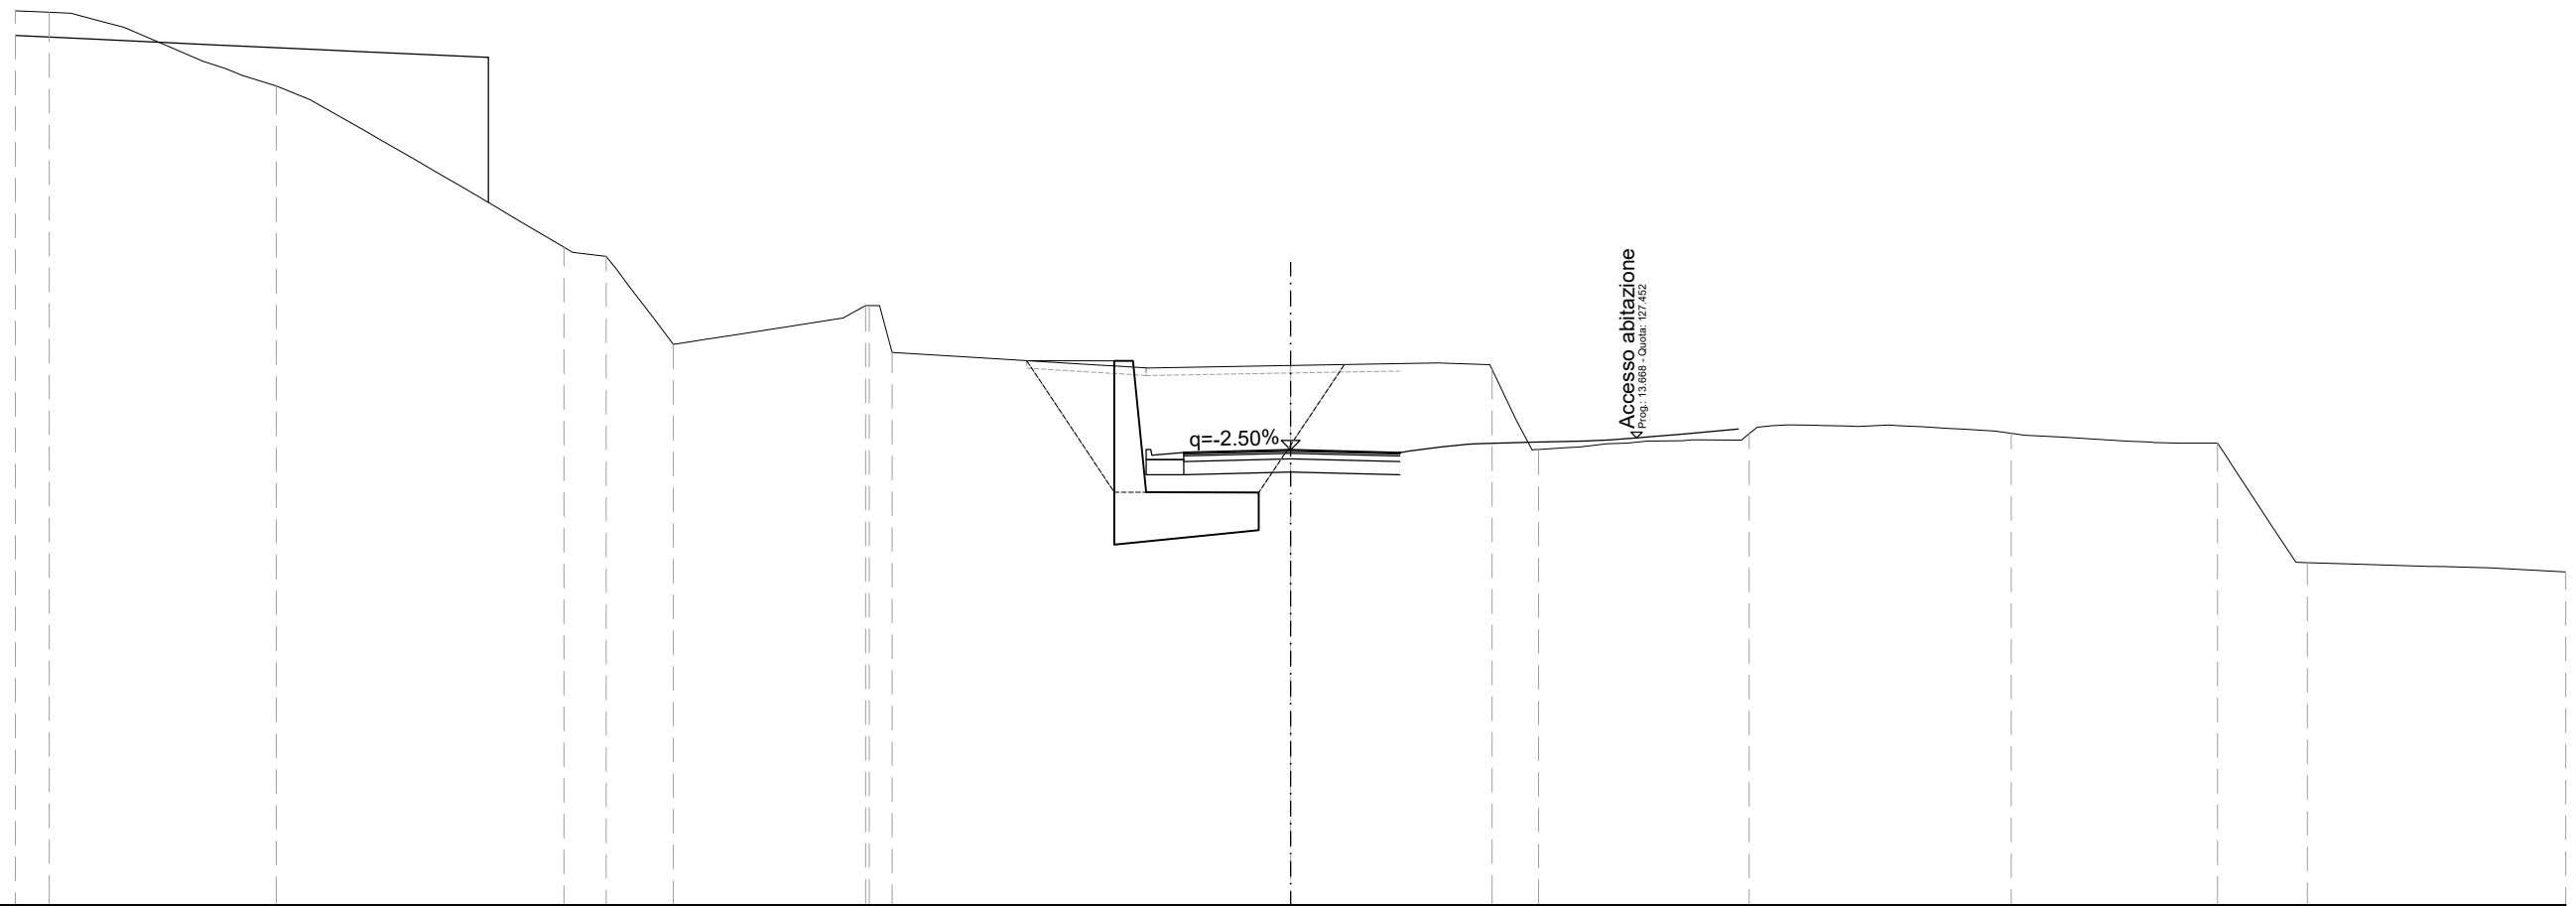 q=-2.50%
Accesso abitazione
Prog.: 13.668 - Quota: 127.452